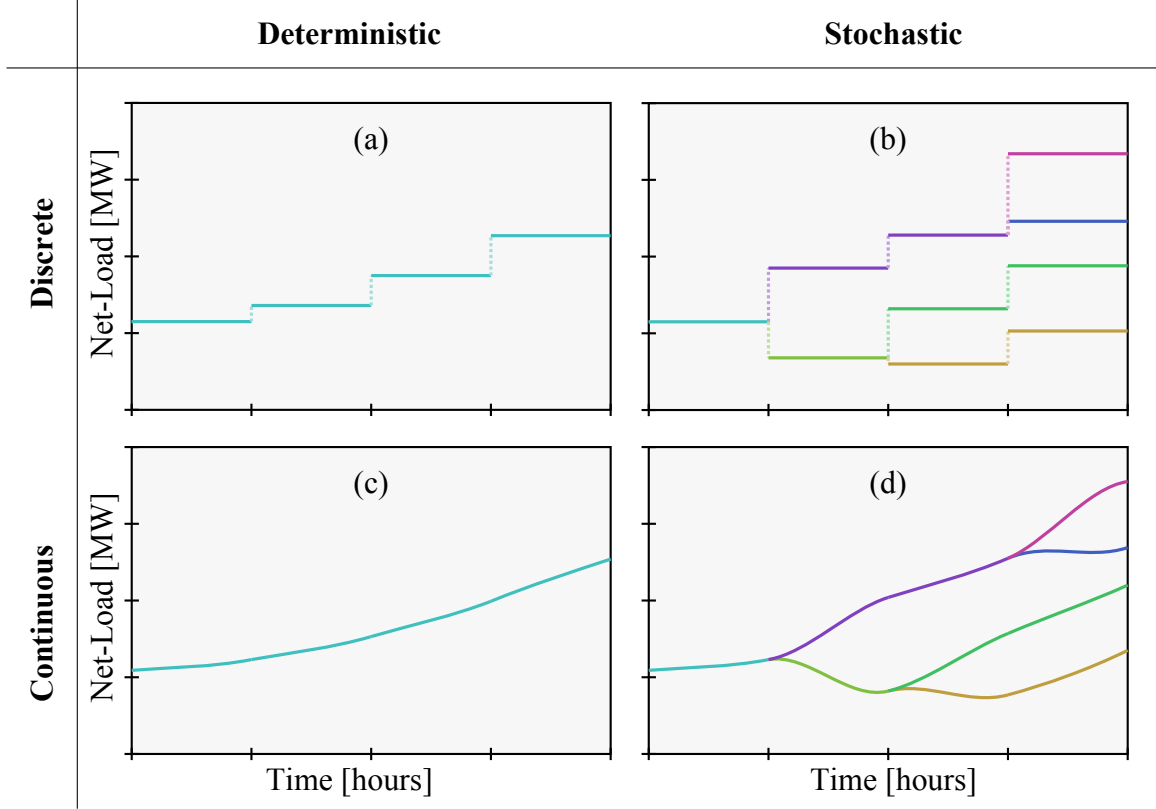 Deterministic
Stochastic
Discrete
Net-Load [MW]
(a)
(b)
Continuous
Net-Load [MW]
(c)
(d)
Time [hours]
Time [hours]